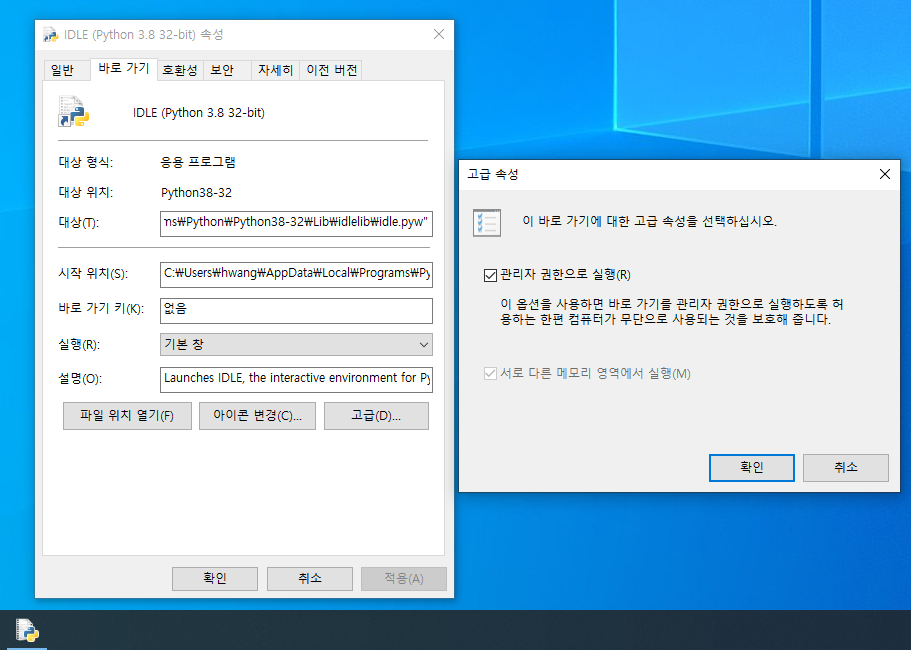 IDLE (Python 3.8 32-bit) 속성
일반 바로 가기 호환성 보안 자세히 이전 버전
IDLE (Python 3.8 32-bit)
대상 형식: 응용 프로그램
대상 위치: Python38-32
대상(T): ns₩Python₩Python38-32₩Lib₩idlelib₩idle.pyw"
시작 위치(S): C:₩Users₩hwang₩AppData₩Local₩Programs₩Py
바로 가기 키(K): 없음
실행(R): 기본 창
설명(O): Launches IDLE, the interactive environment for Py
파일 위치 열기(F) 아이콘 변경(C)... 고급(D)...
확인 취소 적용(A)
고급 속성
이 바로 가기에 대한 고급 속성을 선택하십시오.
관리자 권한으로 실행(R)
이 옵션을 사용하면 바로 가기를 관리자 권한으로 실행하도록 허
용하는 한편 컴퓨터가 무단으로 사용되는 것을 보호해 줍니다.
서로 다른 메모리 영역에서 실행(M)
확인 취소